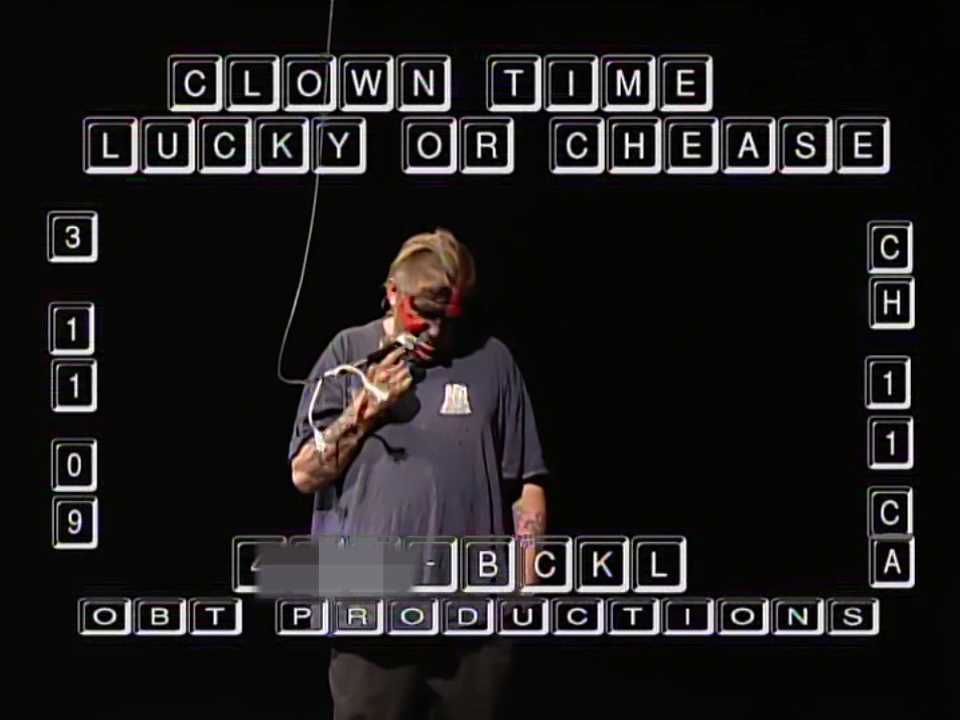 CLOWN TIME
LUCKY OR CHEASE
3
11
09
CH
11
CA
-BCKL
OBT PRODUCTIONS